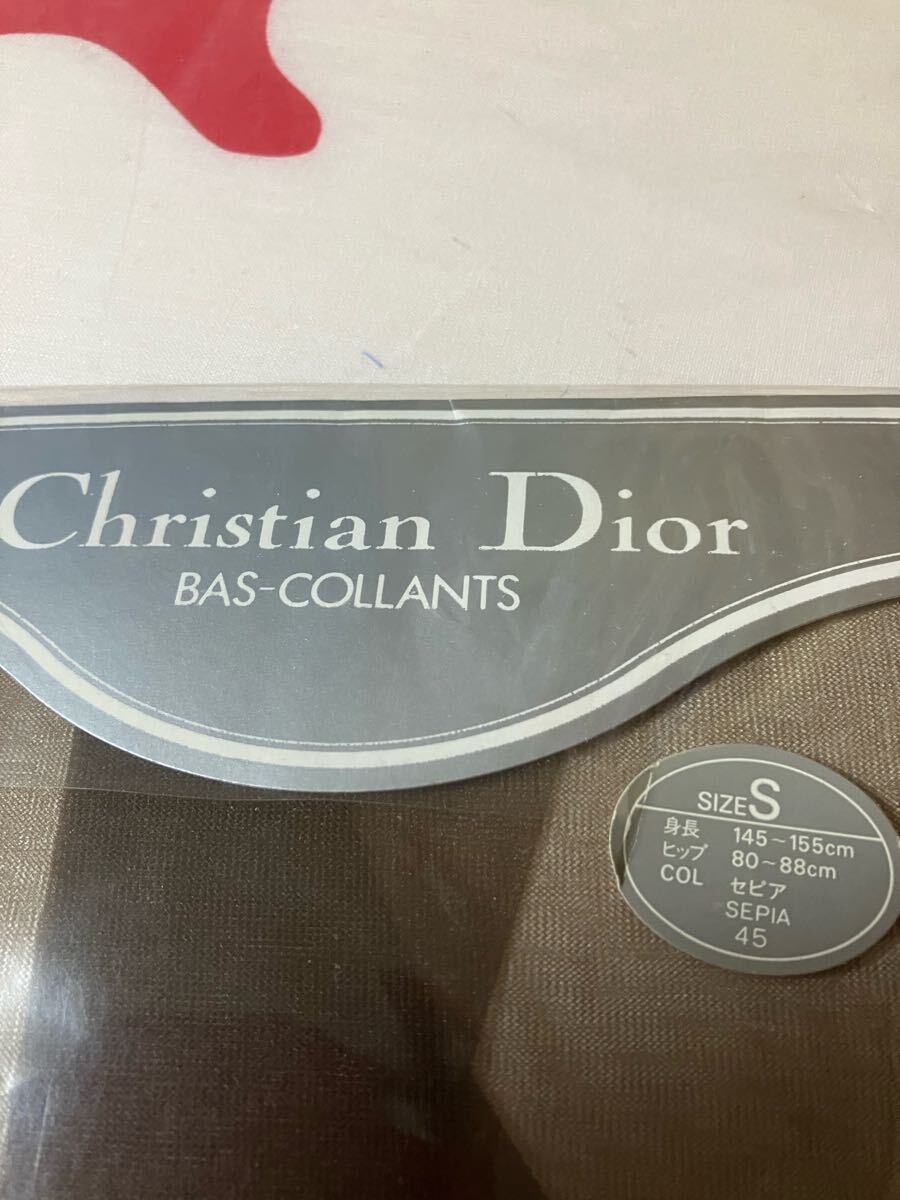 Christian Dior
BAS-COLLANTS
SIZE S
身長 145~155cm
ヒップ 80~88cm
COL セピア
SEPIA
45